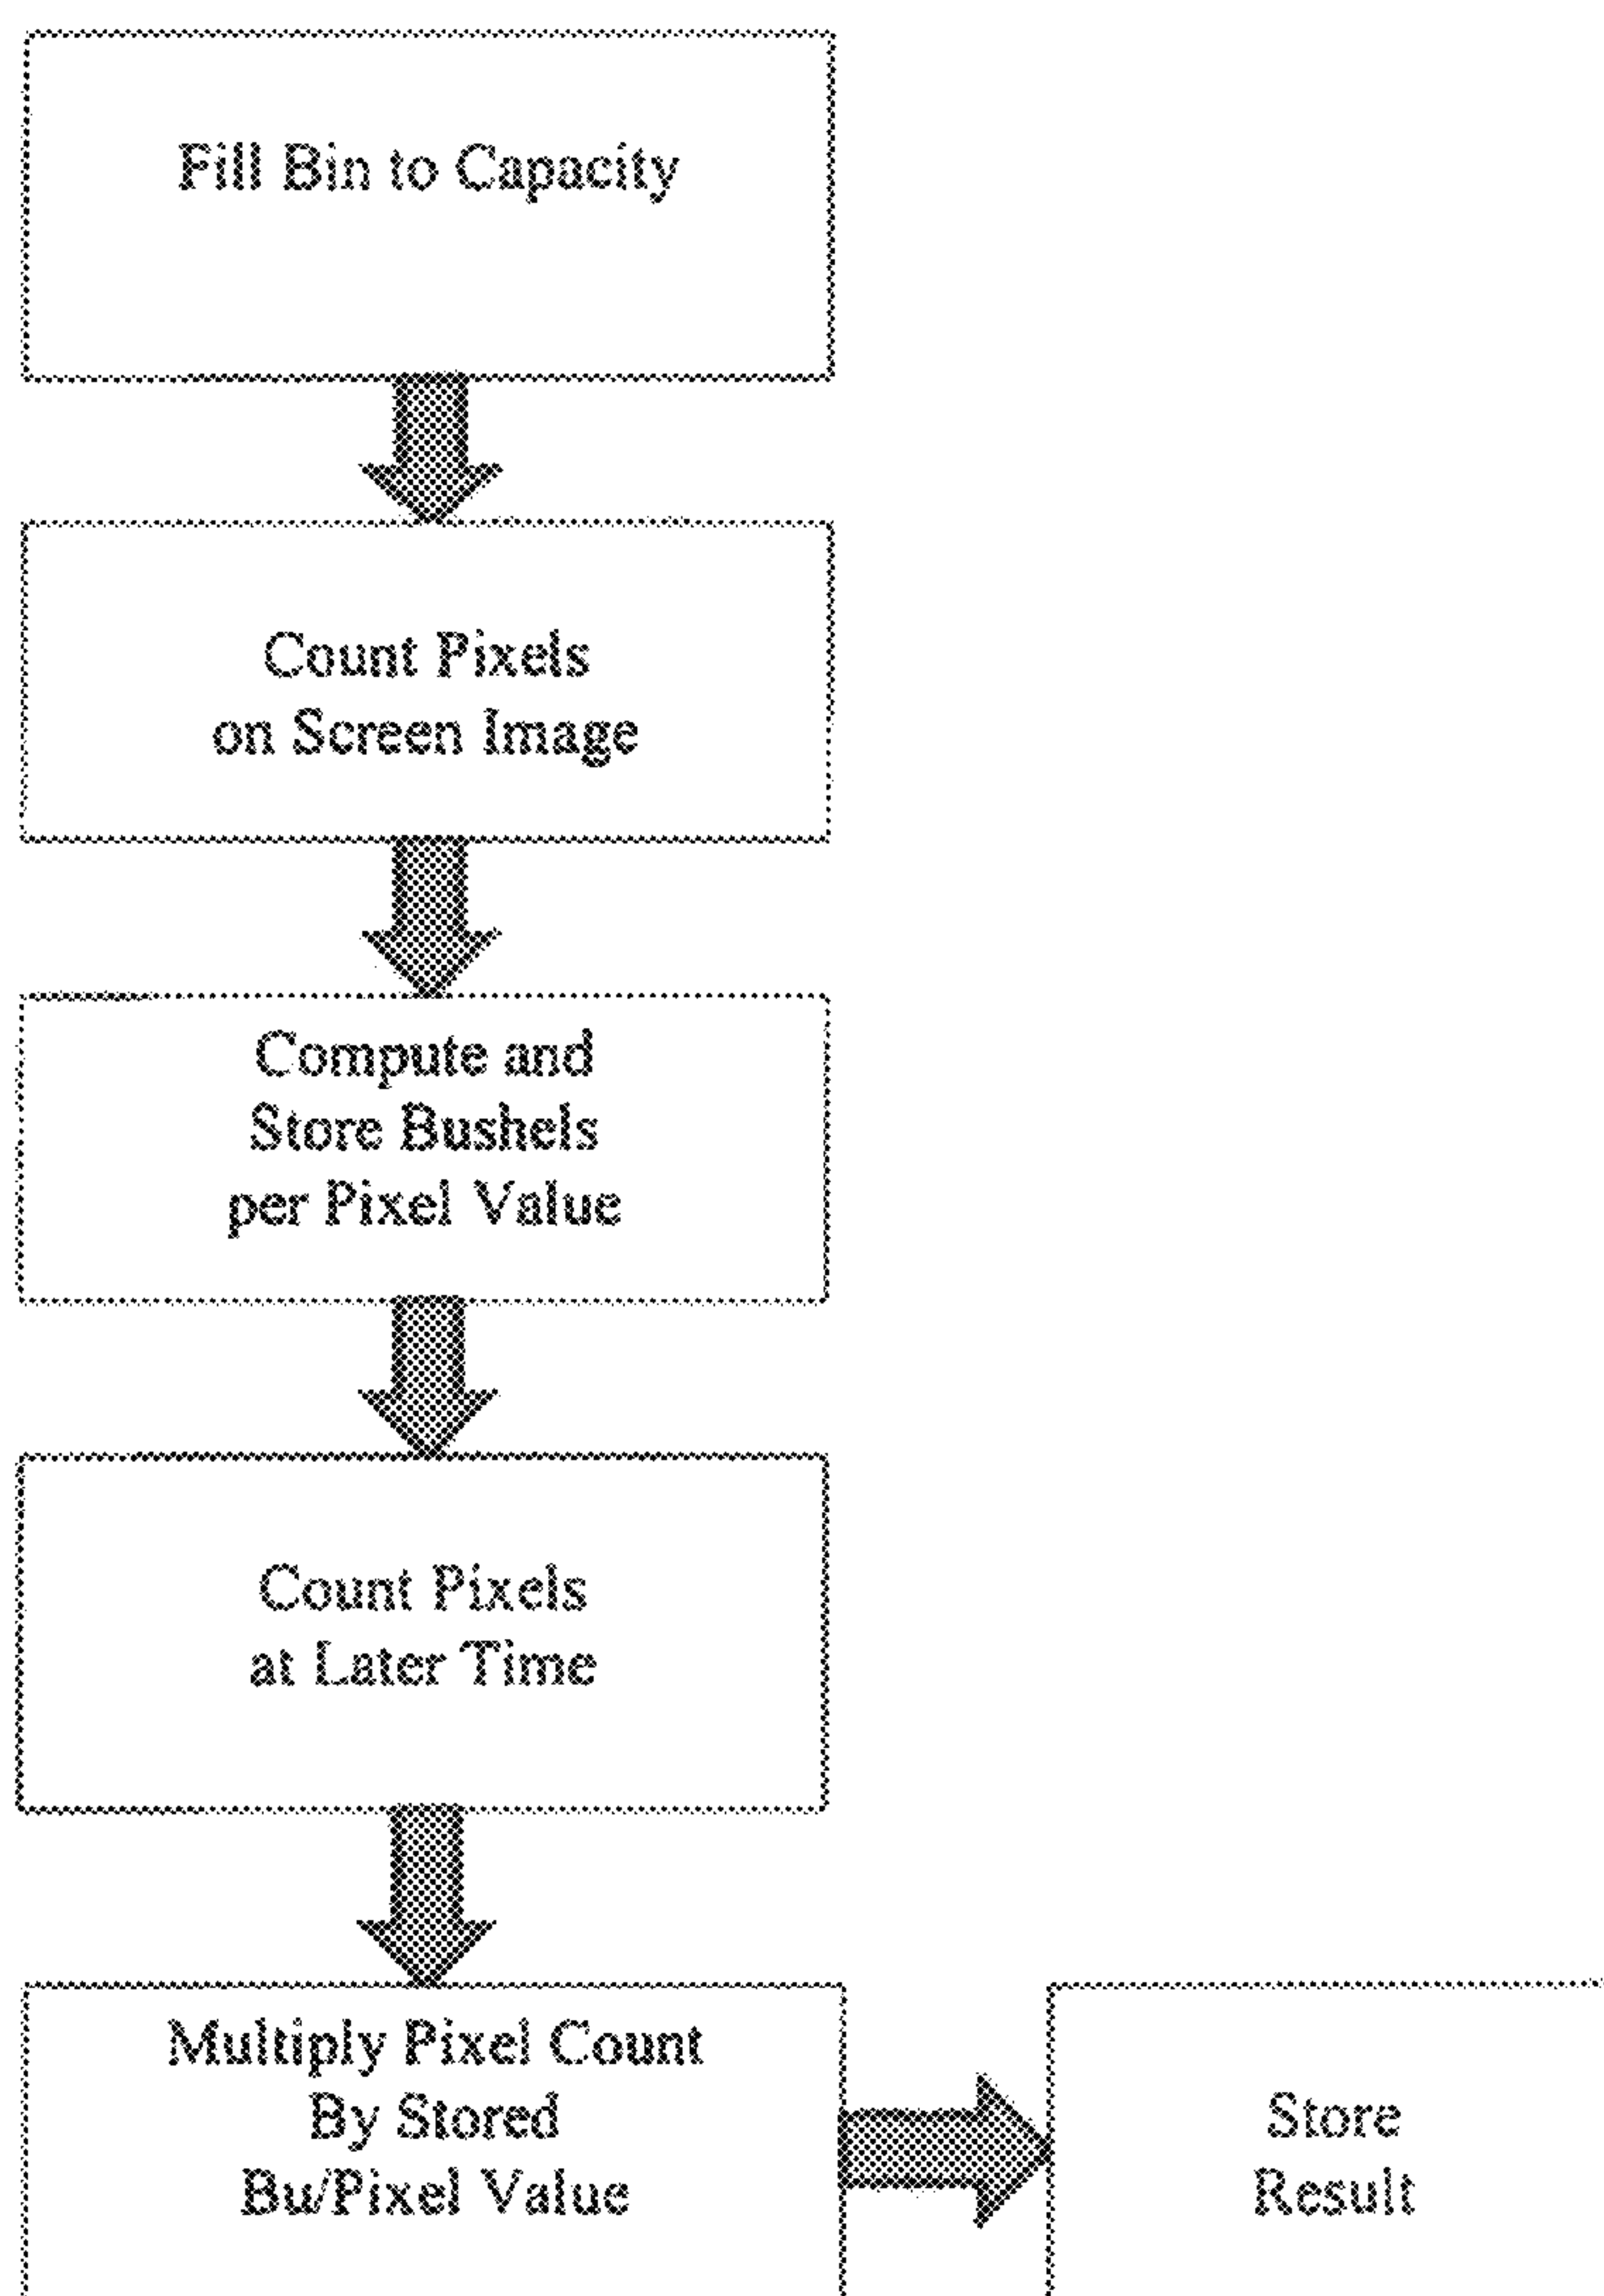 Fill Bin to Capacity
Count Pixels
on Screen Image
Compute and
Store Bushels
per Pixel Value
Count Pixels
at Later Time
Multiply Pixel Count
By Stored
Bu/Pixel Value
Store
Result